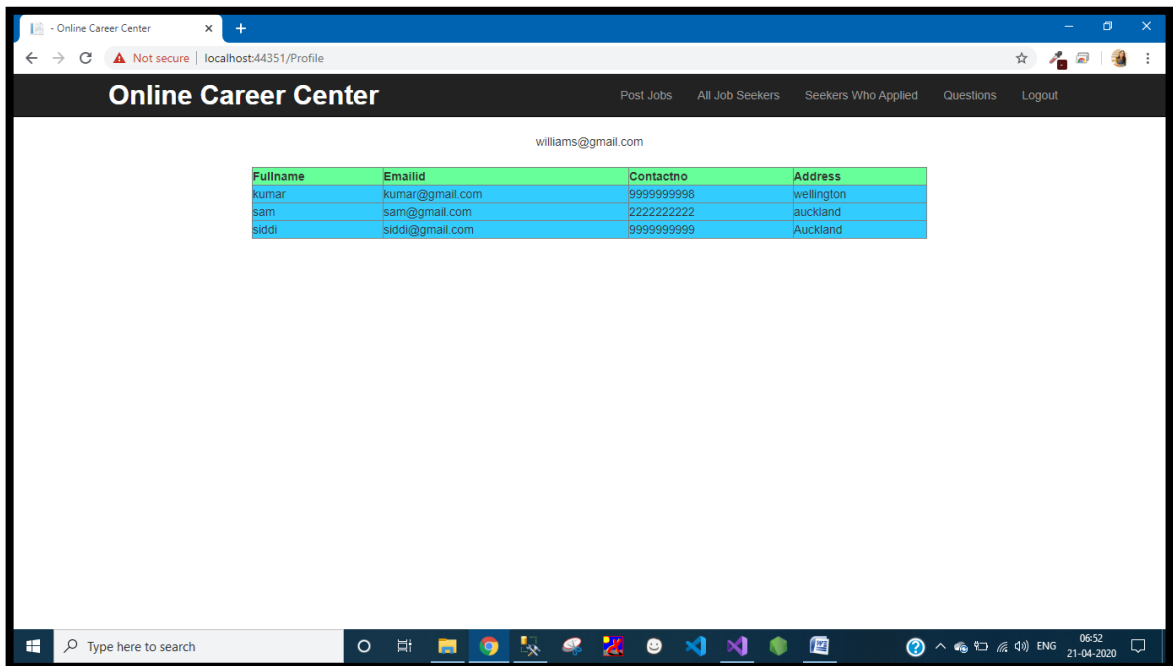 - Online Career Center
Not secure | localhost:44351/Profile
Online Career Center Post Jobs All Job Seekers Seekers Who Applied Questions Logout
williams@gmail.com
Fullname Emailid Contactno Address
kumar kumar@gmail.com 9999999998 wellington
sam sam@gmail.com 2222222222 auckland
siddi siddi@gmail.com 9999999999 Auckland
Type here to search ENG 06:52
21-04-2020